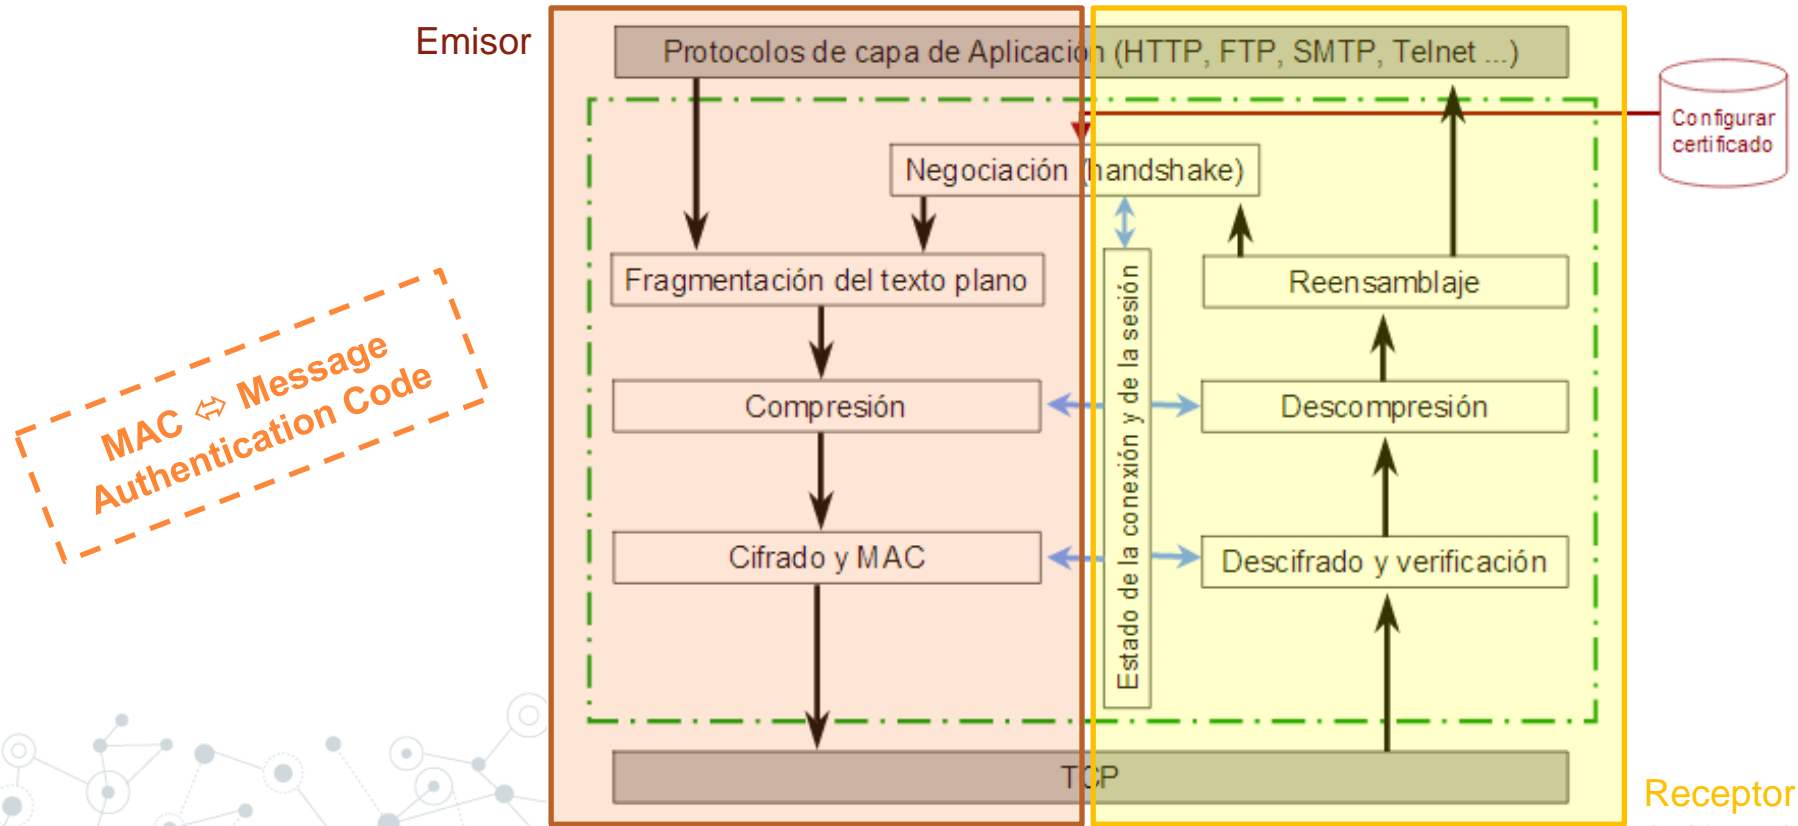 Emisor
Protocolos de capa de Aplicación (HTTP, FTP, SMTP, Telnet ...)
Configurar
certificado
Negociación (handshake)
Fragmentación del texto plano
Reensamblaje
Estado de la conexión y de la sesión
MAC ⇔ Message
Authentication Code
Compresión
Descompresión
Cifrado y MAC
Descifrado y verificación
TCP
Receptor